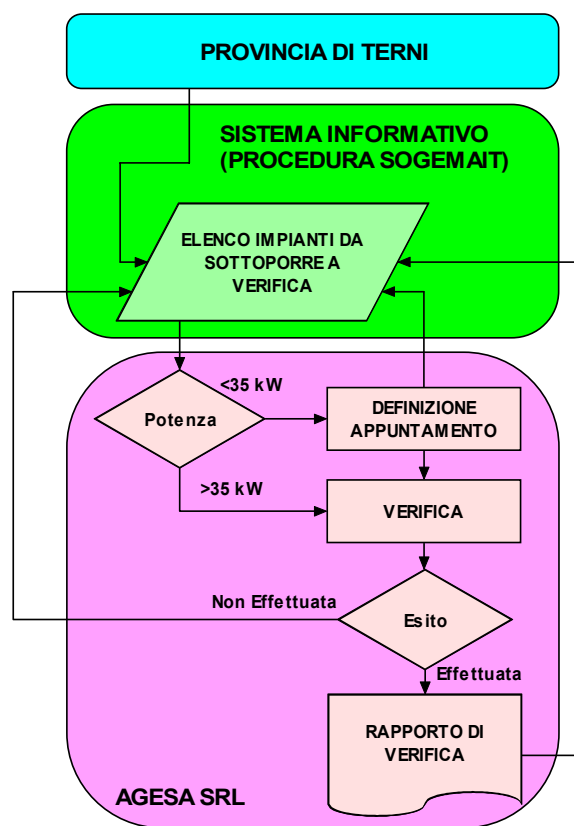 PROVINCIA DI TERNI
SISTEMA INFORMATIVO
(PROCEDURA SOGEMAIT)
ELENCO IMPIANTI DA
SOTTOPORRE A
VERIFICA
<35 kW
Potenza
DEFINIZIONE
APPUNTAMENTO
>35 kW
VERIFICA
Non Effettuata
Esito
Effettuata
RAPPORTO DI
VERIFICA
AGESA SRL